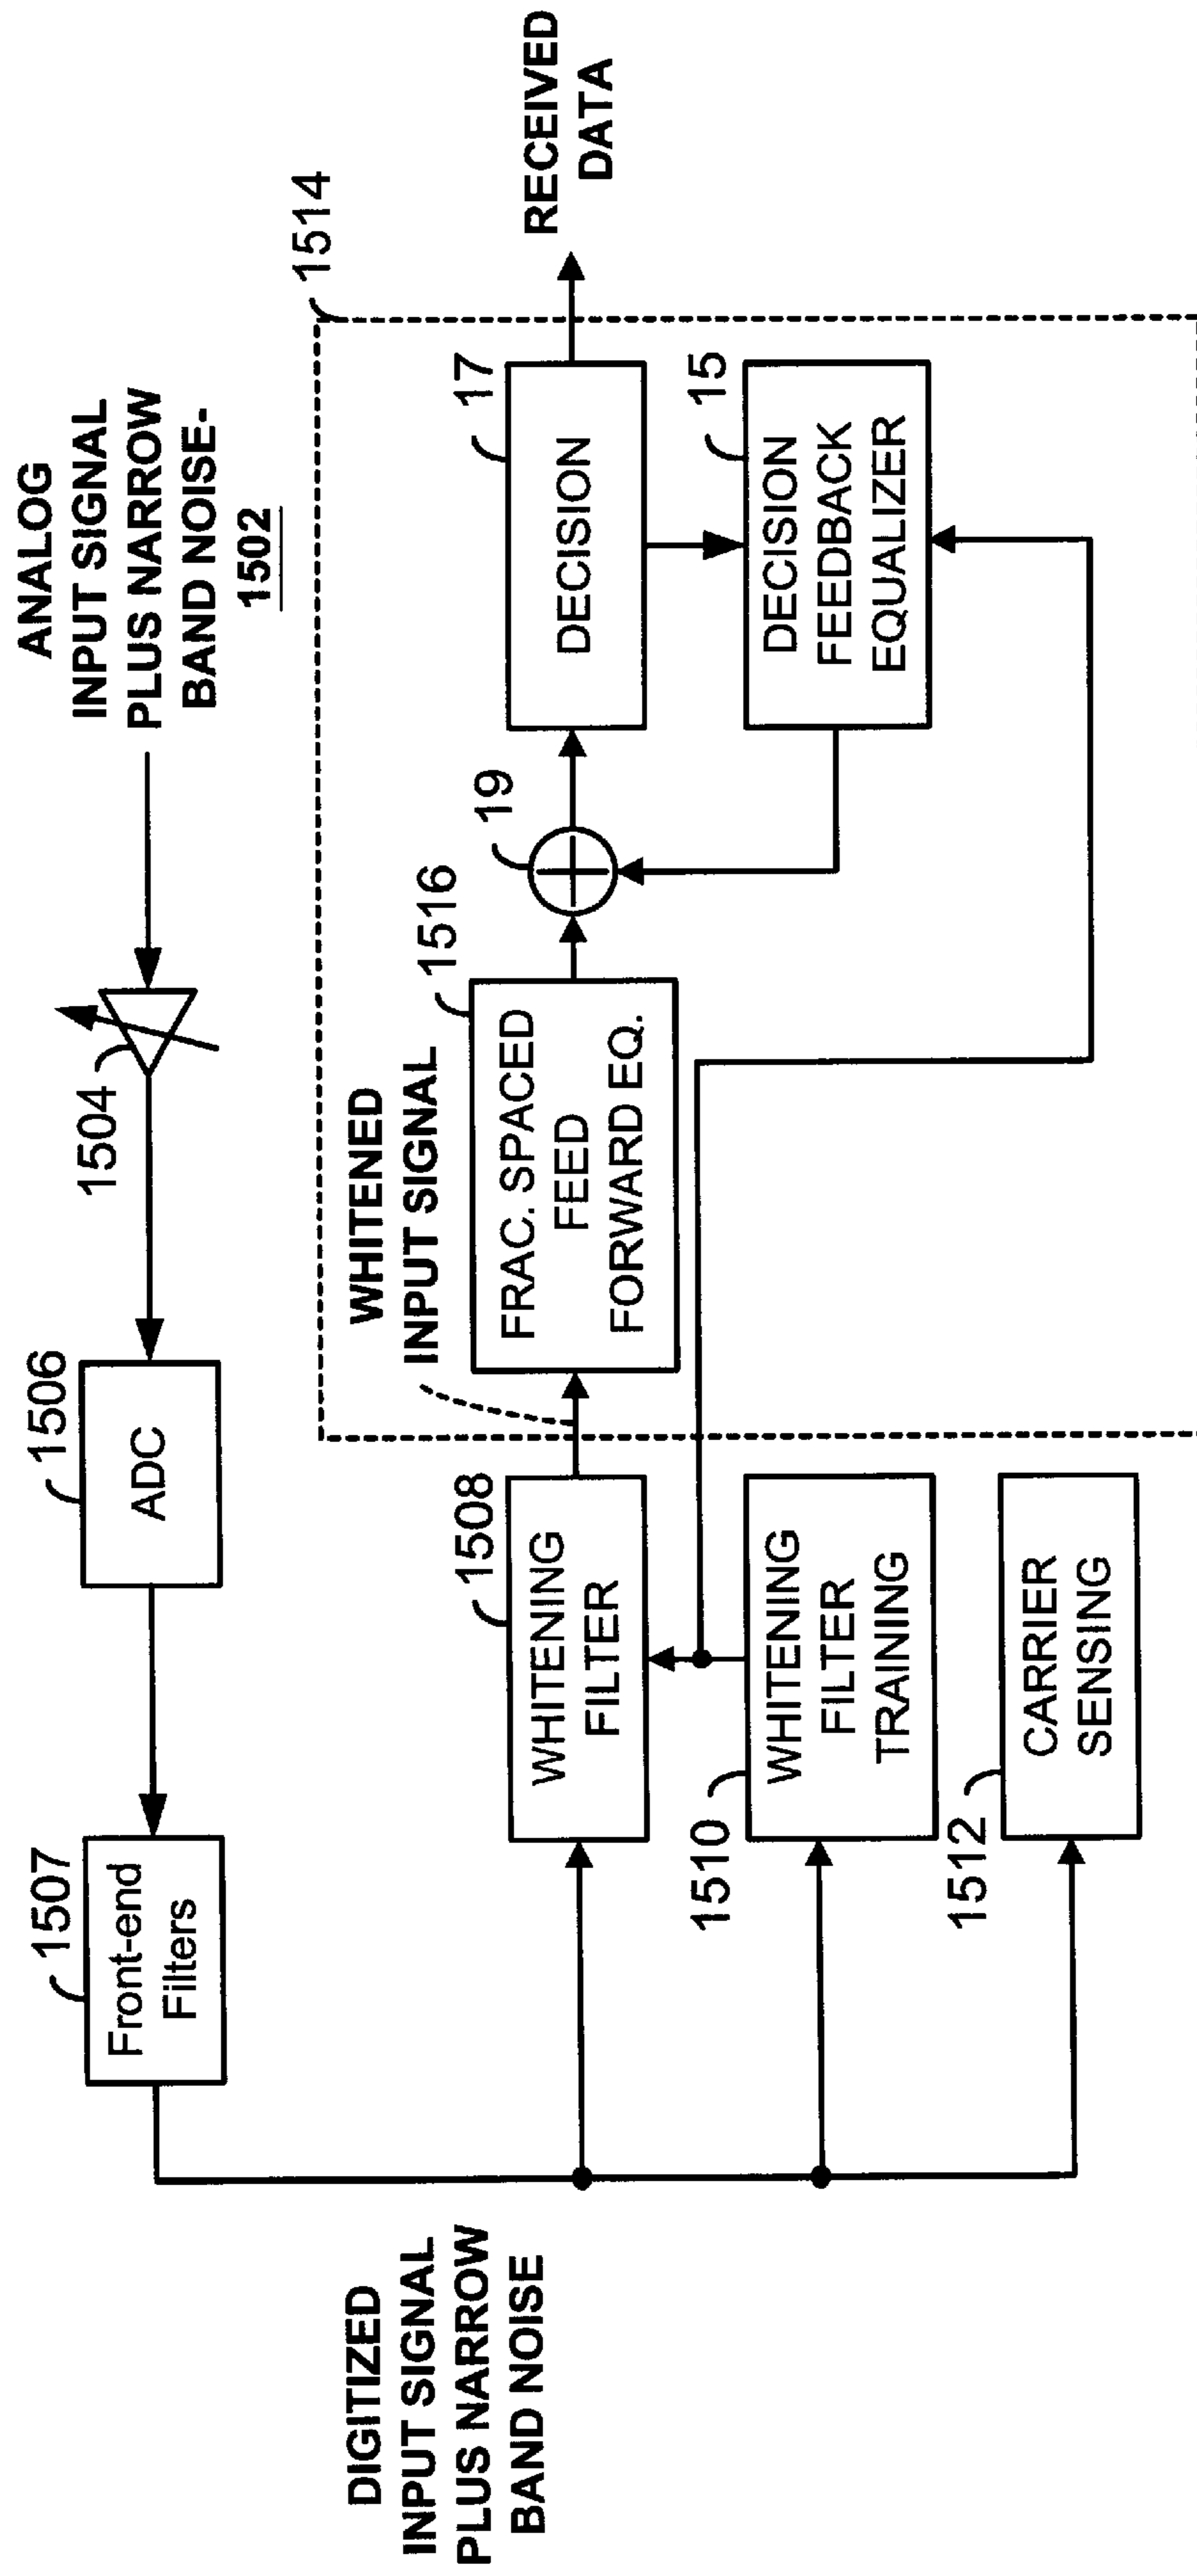 ANALOG
INPUT SIGNAL
PLUS NARROW
BAND NOISE-
1502
1504
1506
ADC
1507
Front-end
Filters
DIGITIZED
INPUT SIGNAL
PLUS NARROW
BAND NOISE
1508
WHITENING
FILTER
1510
WHITENING
FILTER
TRAINING
1512
CARRIER
SENSING
WHITENED
INPUT SIGNAL
1516
FRAC. SPACED
FEED
FORWARD EQ.
19
17
DECISION
15
DECISION
FEEDBACK
EQUALIZER
1514
RECEIVED
DATA